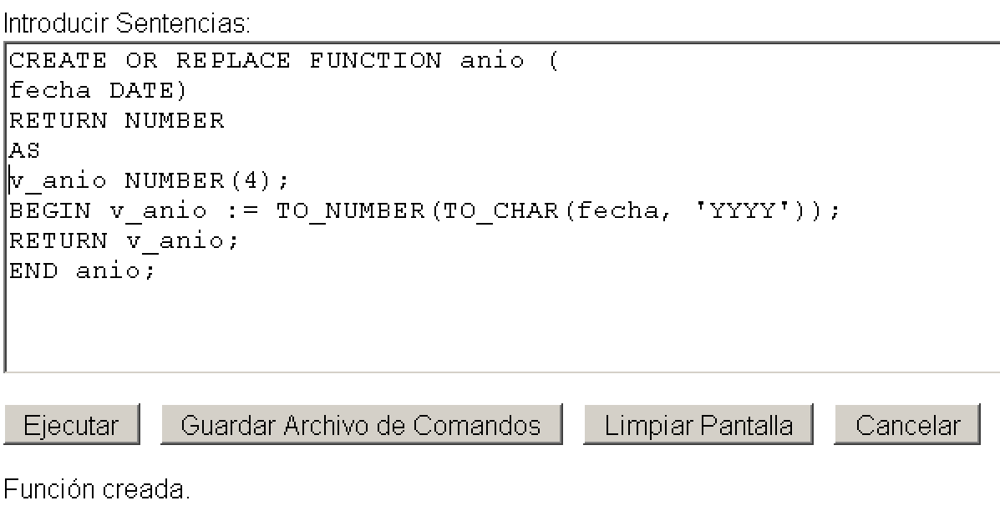 Introducir Sentencias:
CREATE OR REPLACE FUNCTION anio (
fecha DATE)
RETURN NUMBER
AS
v_anio NUMBER(4);
BEGIN v_anio := TO_NUMBER(TO_CHAR(fecha, 'YYYY'));
RETURN v_anio;
END anio;
Ejecutar Guardar Archivo de Comandos Limpiar Pantalla Cancelar
Función creada.